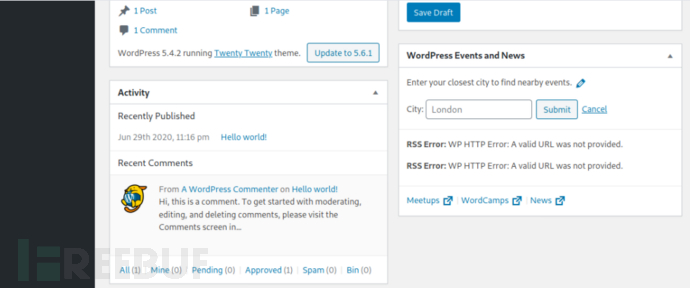 1 Post
1 Page
1 Comment
WordPress 5.4.2 running Twenty Twenty theme.
Update to 5.6.1
Activity
Recently Published
Jun 29th 2020, 11:16 pm Hello world!
Recent Comments
From A WordPress Commenter on Hello world!
Hi, this is a comment. To get started with moderating,
editing, and deleting comments, please visit the
Comments screen in...
All (1) | Mine (0) | Pending (0) | Approved (1) | Spam (0) | Bin (0)
Save Draft
WordPress Events and News
Enter your closest city to find nearby events.
City: London Submit Cancel
RSS Error: WP HTTP Error: A valid URL was not provided.
RSS Error: WP HTTP Error: A valid URL was not provided.
Meetups | WordCamps | News
FREEBUF